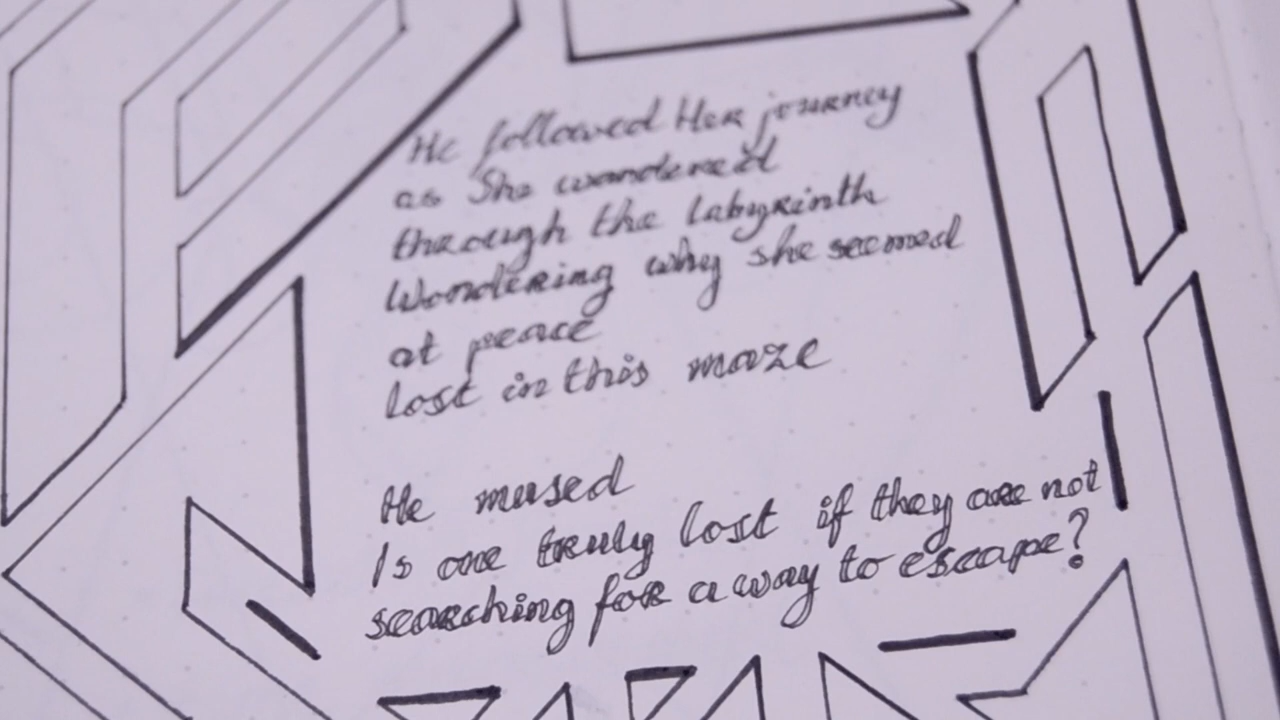 He followed Her journey
as She wandered
through the labyrinth
Wondering why she seemed
at peace
lost in this maze
He mused
Is one truly lost if they are not
searching for a way to escape?